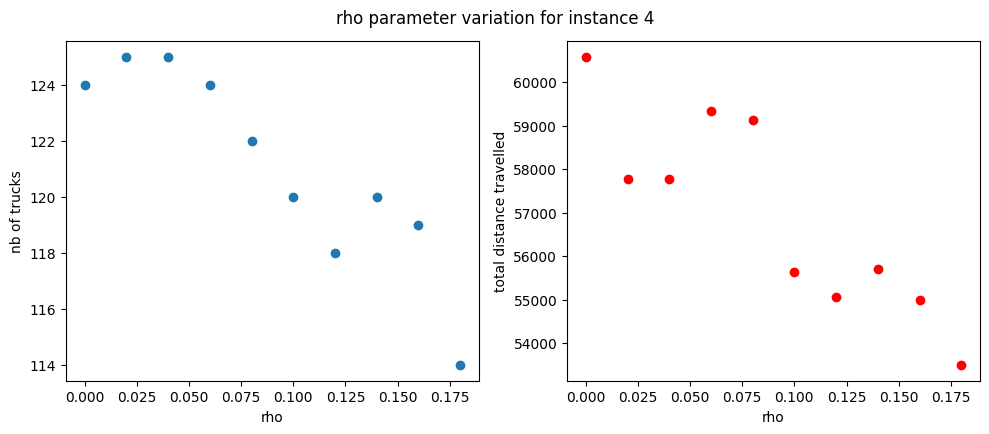 rho parameter variation for instance 4
nb of trucks
124
122
120
118
116
114
0.000 0.025 0.050 0.075 0.100 0.125 0.150 0.175
rho
total distance travelled
60000
59000
58000
57000
56000
55000
54000
0.000 0.025 0.050 0.075 0.100 0.125 0.150 0.175
rho